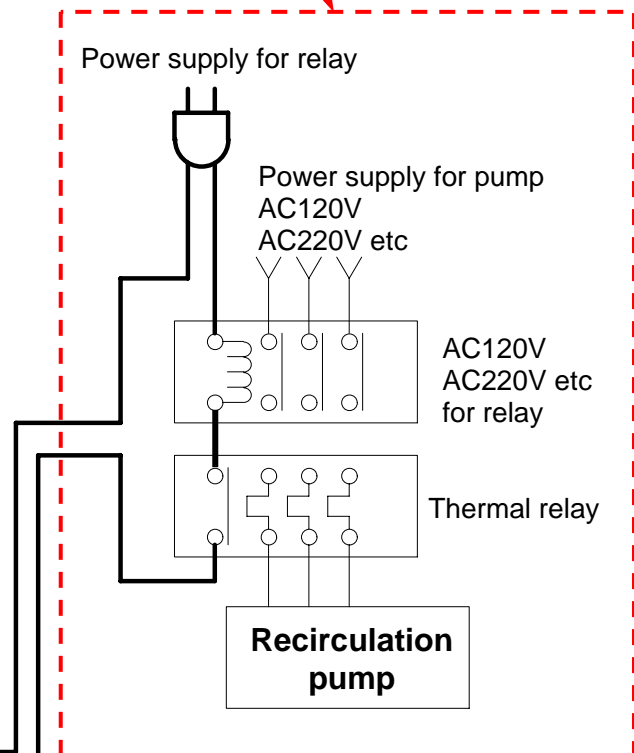 Power supply for relay
Power supply for pump
AC120V
AC220V etc
AC120V
AC220V etc
for relay
Thermal relay
Recirculation
pump